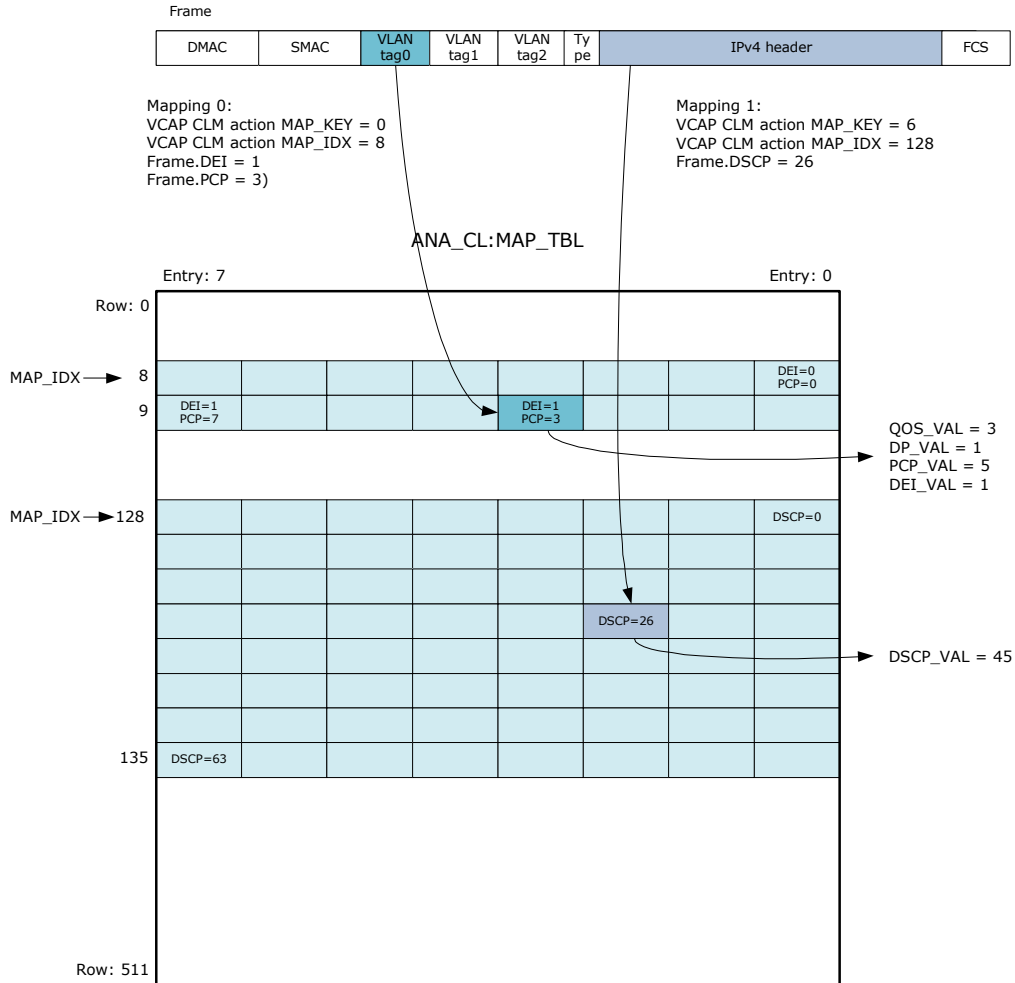 Frame
DMAC
SMAC
VLAN
tag0
VLAN
tag1
VLAN
tag2
Ty
pe
IPv4 header
FCS
Mapping 0:
VCAP CLM action MAP_KEY = 0
VCAP CLM action MAP_IDX = 8
Frame.DEI = 1
Frame.PCP = 3)
Mapping 1:
VCAP CLM action MAP_KEY = 6
VCAP CLM action MAP_IDX = 128
Frame.DSCP = 26
ANA_CL:MAP_TBL
Entry: 7
Entry: 0
Row: 0
MAP_IDX
8
DEI=0
PCP=0
9
DEI=1
PCP=7
DEI=1
PCP=3
QOS_VAL = 3
DP_VAL = 1
PCP_VAL = 5
DEI_VAL = 1
MAP_IDX
128
DSCP=0
DSCP=26
DSCP_VAL = 45
135
DSCP=63
Row: 511